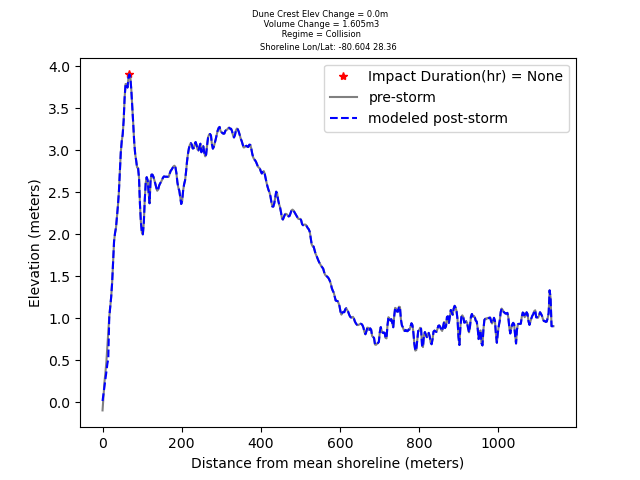 Dune Crest Elev Change = 0.0m
Volume Change = 1.605m3
Regime = Collision
Shoreline Lon/Lat: -80.604 28.36
Impact Duration(hr) = None
pre-storm
modeled post-storm
Elevation (meters)
4.0
3.5
3.0
2.5
2.0
1.5
1.0
0.5
0.0
0 200 400 600 800 1000
Distance from mean shoreline (meters)